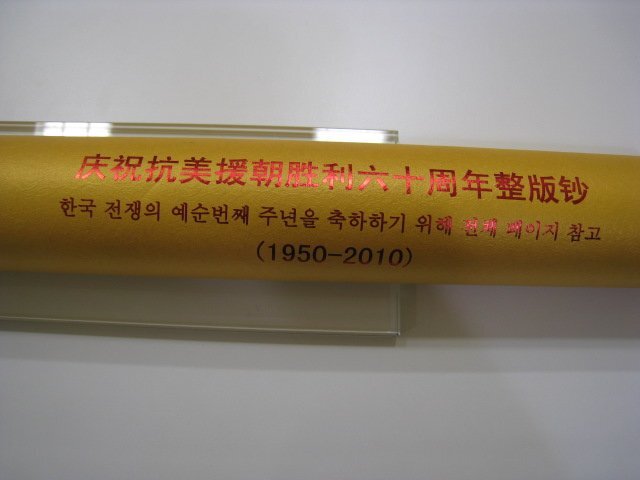 庆祝抗美援朝胜利六十周年整版钞
한국 전쟁의 예순번째 주년을 축하하기 위해 전체 페이지 참고
(1950-2010)